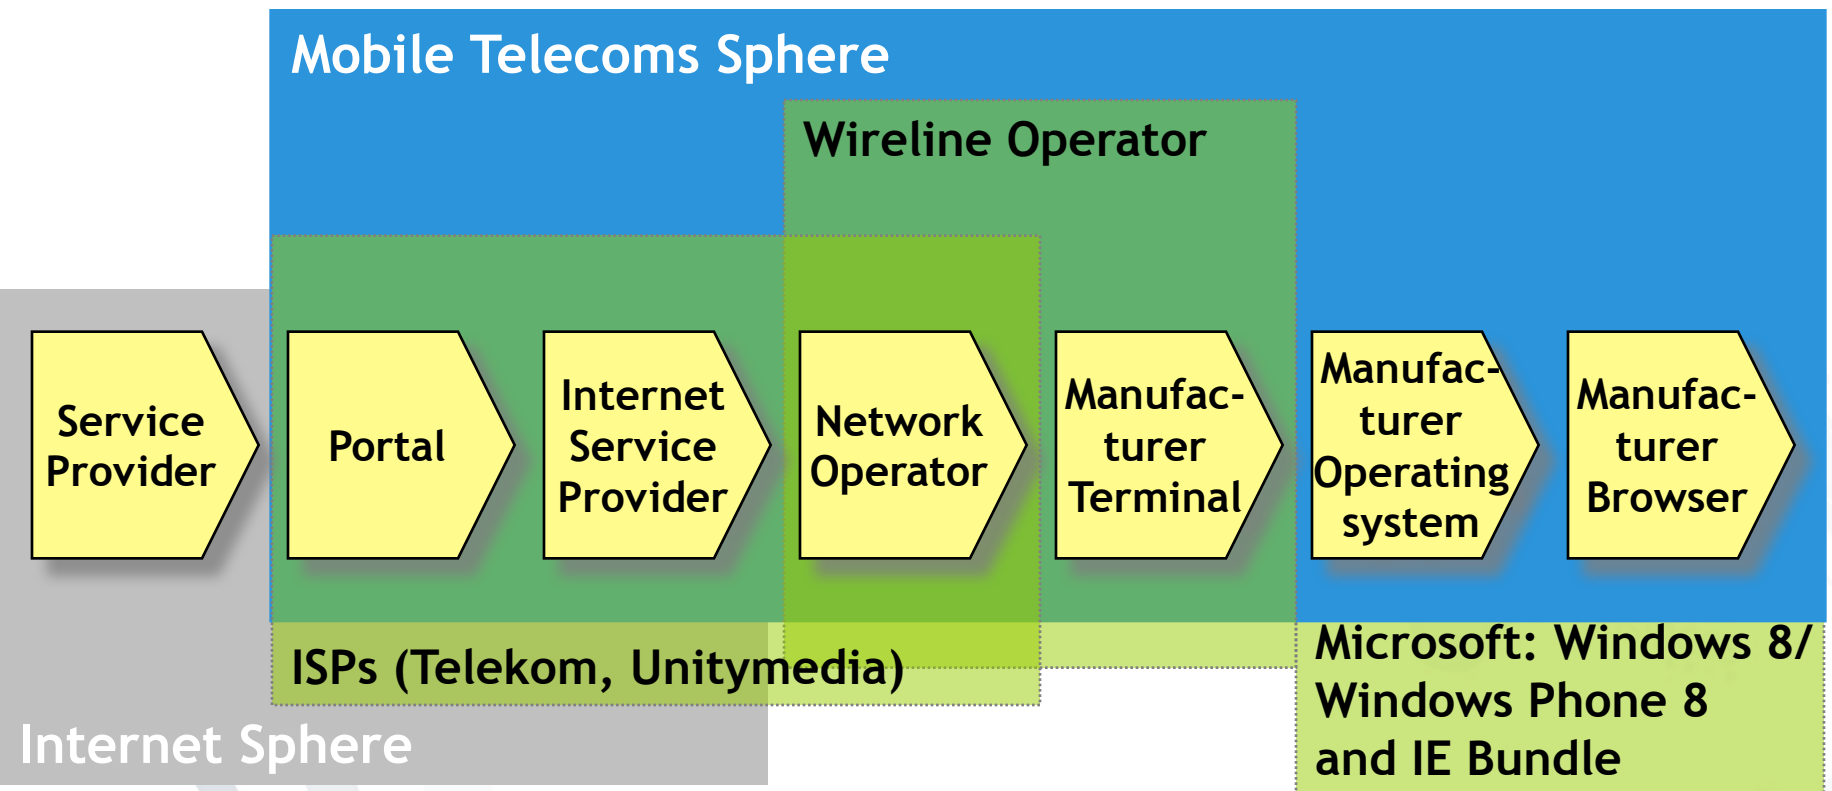 Mobile Telecoms Sphere
Wireline Operator
Service
Provider
Portal
Internet
Service
Provider
Network
Operator
Manufac-
turer
Terminal
Manufac-
turer
Operating
system
Manufac-
turer
Browser
ISPs (Telekom, Unitymedia)
Microsoft: Windows 8/
Windows Phone 8
and IE Bundle
Internet Sphere